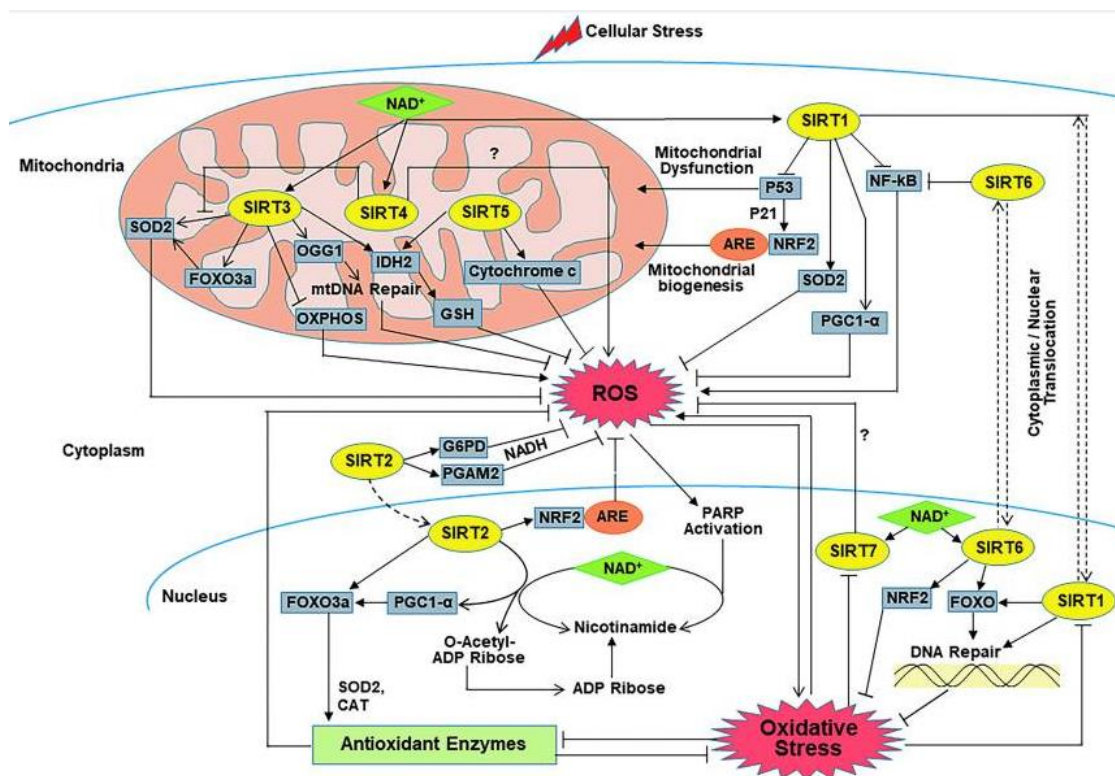 Cellular Stress
NAD⁺
SIRT1
Mitochondria
?
Mitochondrial
Dysfunction
P53
NF-kB
SIRT6
SIRT3
SIRT4
SIRT5
P21
SOD2
OGG1
IDH2
ARE
NRF2
Cytochrome c
FOXO3a
mtDNA Repair
Mitochondrial
biogenesis
SOD2
OXPHOS
GSH
PGC1-α
Cytoplasmic / Nuclear
Translocation
ROS
Cytoplasm
SIRT2
G6PD
NADH
PGAM2
?
NRF2
ARE
PARP
Activation
SIRT2
NAD⁺
SIRT7
SIRT6
NAD⁺
Nucleus
FOXO3a
PGC1-α
NRF2
FOXO
SIRT1
Nicotinamide
O-Acetyl-
ADP Ribose
DNA Repair
ADP Ribose
SOD2,
CAT
Antioxidant Enzymes
Oxidative
Stress